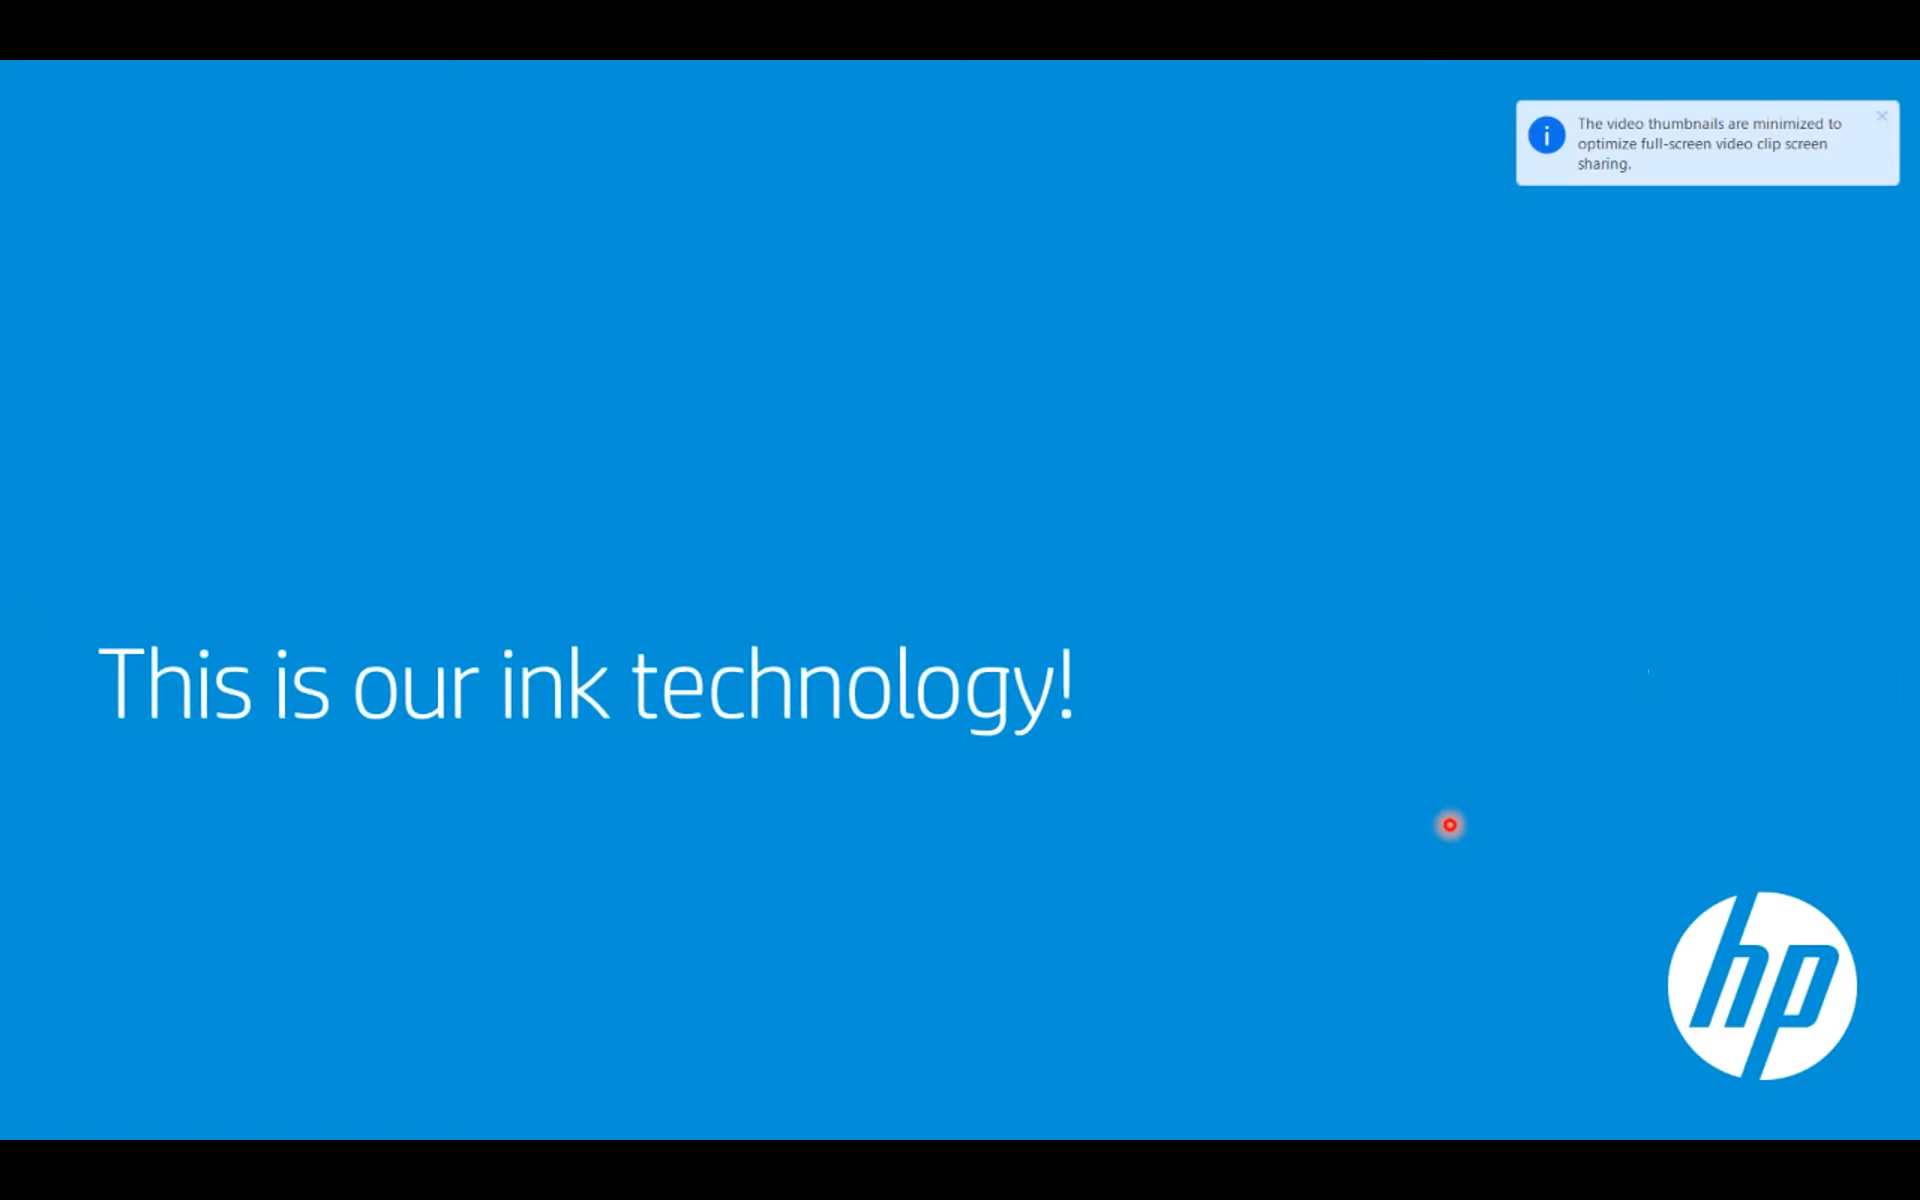 The video thumbnails are minimized to
optimize full-screen video clip screen
sharing.
This is our ink technology!
hp